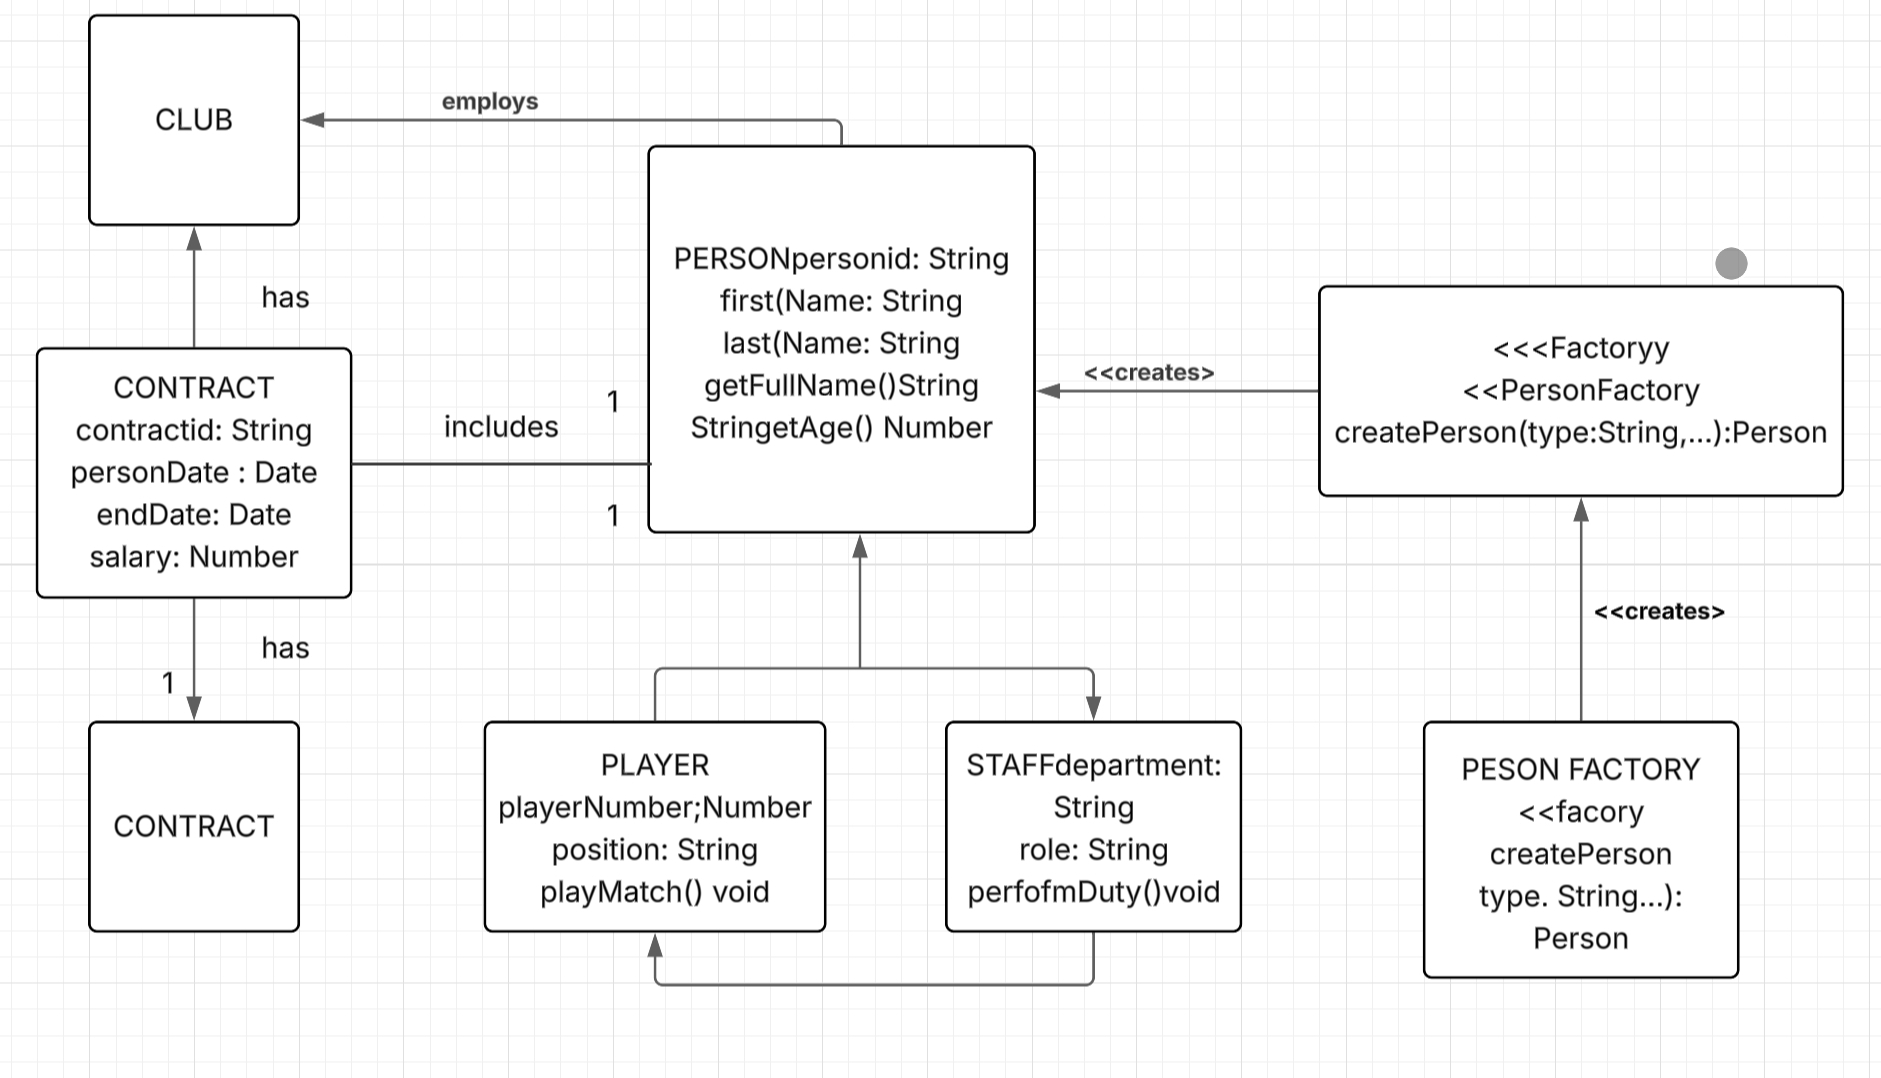 CLUB
employs
has
CONTRACT
contractid: String
personDate : Date
endDate: Date
salary: Number
includes
1
1
PERSONpersonid: String
first(Name: String
last(Name: String
getFullName()String
StringetAge() Number
<<creates>
<<<Factoryy
<<PersonFactory
createPerson(type:String,...):Person
<<creates>
has
1
CONTRACT
PLAYER
playerNumber;Number
position: String
playMatch() void
STAFFdepartment:
String
role: String
perfofmDuty()void
PESON FACTORY
<<facory
createPerson
type. String...):
Person